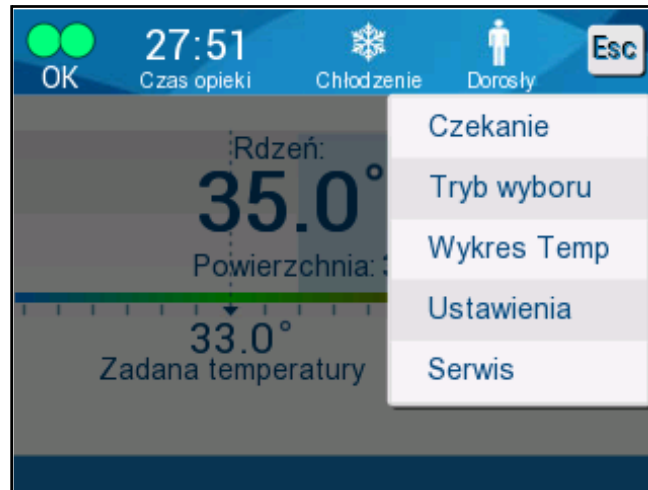 27:51
Esc
OK
Czas opieki
Chłodzenie
Dorosły
Czekanie
Tryb wyboru
Wykres Temp
Ustawienia
Serwis
Rdzeń:
35.0°
Powierzchnia:
33.0°
Zadana temperatury